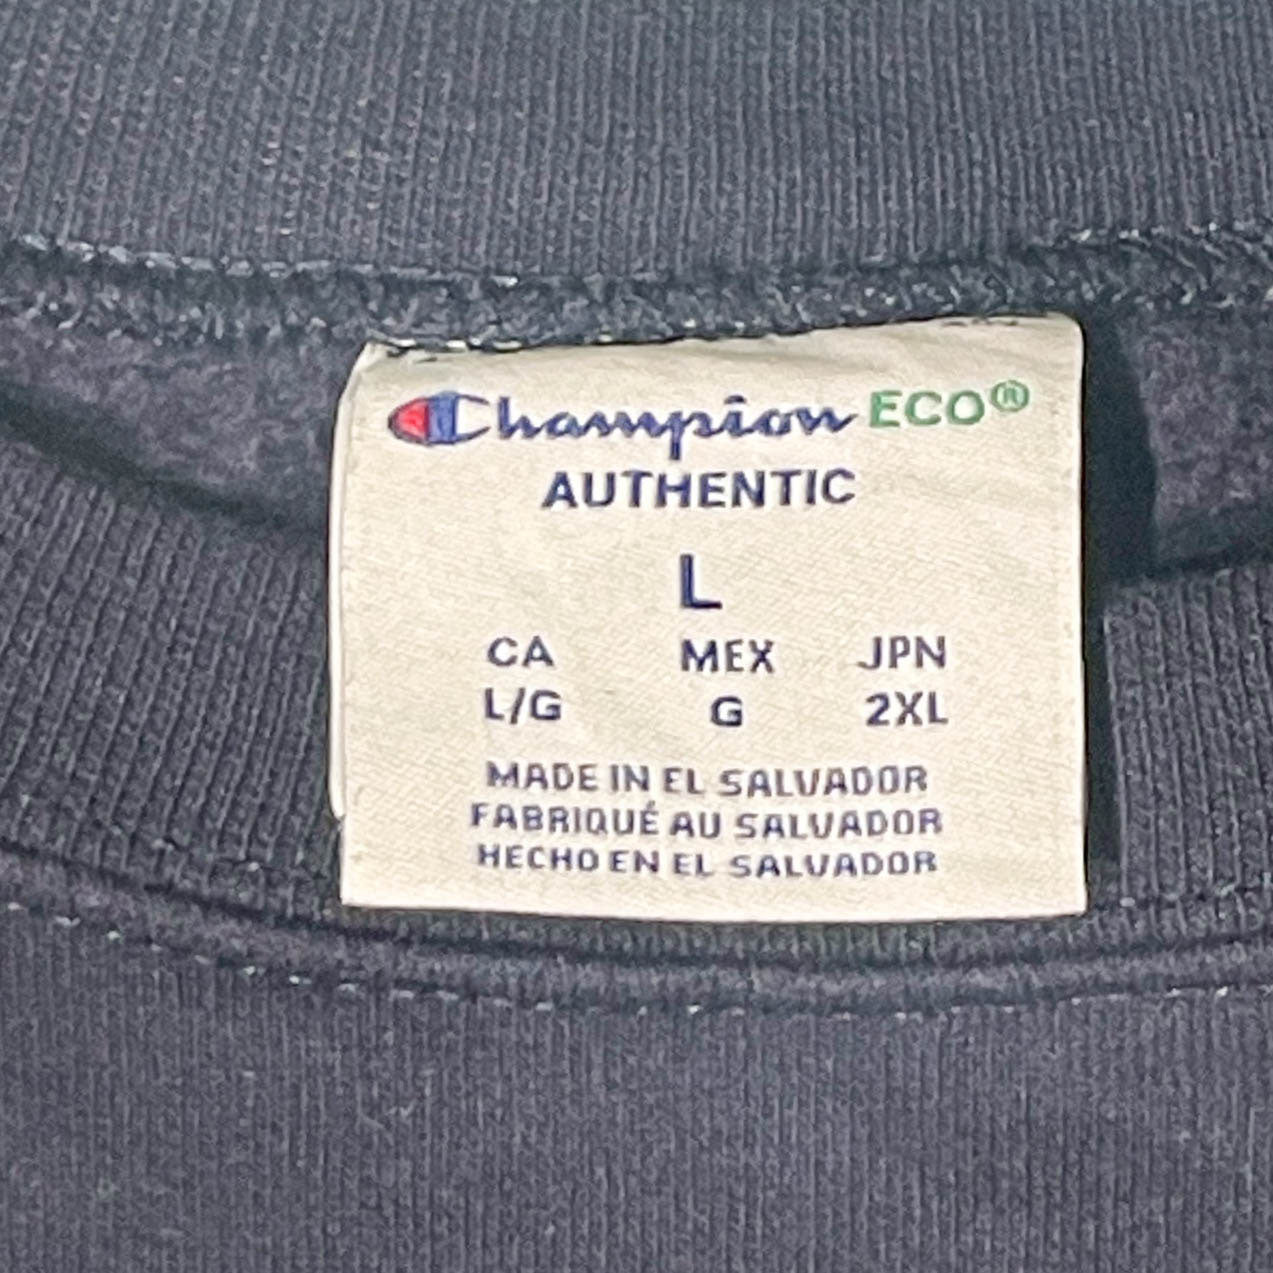 Champion ECO®
AUTHENTIC
L
CA MEX JPN
L/G G 2XL
MADE IN EL SALVADOR
FABRIQUÉ AU SALVADOR
HECHO EN EL SALVADOR